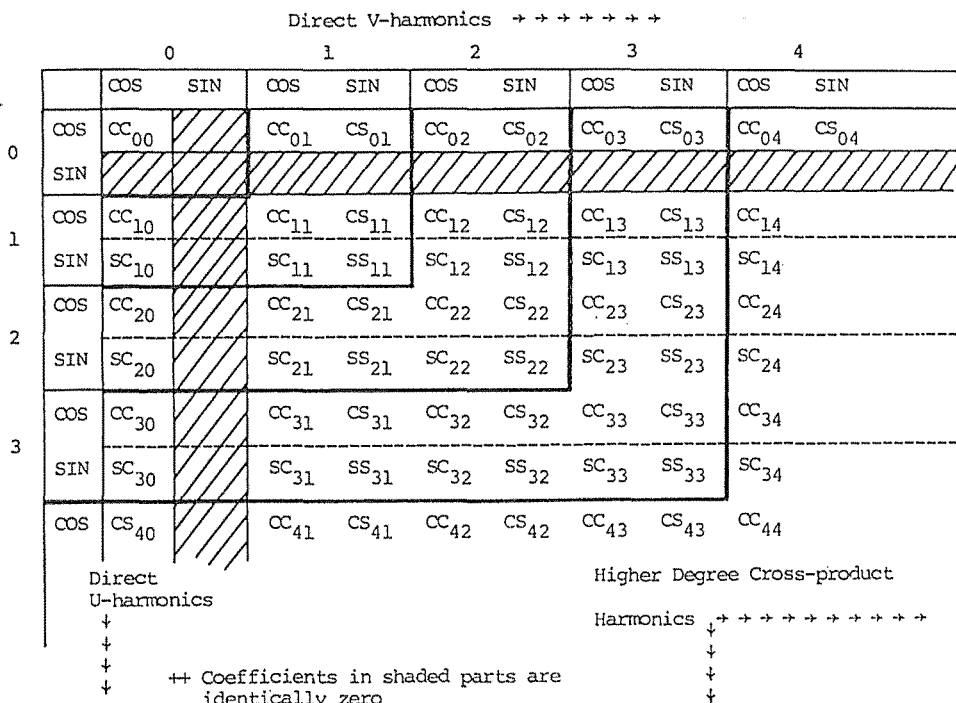 Direct V-harmonics → → → → → → →
0 1 2 3 4
COS SIN COS SIN COS SIN COS SIN COS SIN
0 COS CC00 CC01 CS01 CC02 CS02 CC03 CS03 CC04 CS04
SIN
1 COS CC10 CC11 CS11 CC12 CS12 CC13 CS13 CC14
SIN SC10 SC11 SS11 SC12 SS12 SC13 SS13 SC14
2 COS CC20 CC21 CS21 CC22 CS22 CC23 CS23 CC24
SIN SC20 SC21 SS21 SC22 SS22 SC23 SS23 SC24
3 COS CC30 CC31 CS31 CC32 CS32 CC33 CS33 CC34
SIN SC30 SC31 SS31 SC32 SS32 SC33 SS33 SC34
COS CS40 CC41 CS41 CC42 CS42 CC43 CS43 CC44
Direct
U-harmonics
Higher Degree Cross-product
Harmonics → → → → → → → → →
++ Coefficients in shaded parts are
identically zero